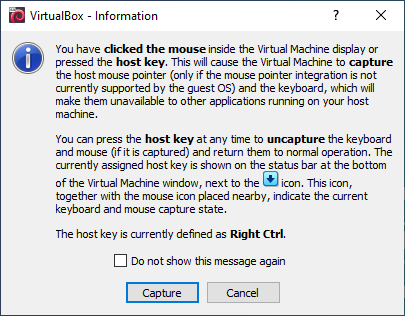 VirtualBox - Information
You have clicked the mouse inside the Virtual Machine display or
pressed the host key. This will cause the Virtual Machine to capture
the host mouse pointer (only if the mouse pointer integration is not
currently supported by the guest OS) and the keyboard, which will
make them unavailable to other applications running on your host
machine.
You can press the host key at any time to uncapture the keyboard
and mouse (if it is captured) and return them to normal operation. The
currently assigned host key is shown on the status bar at the bottom
of the Virtual Machine window, next to the icon. This icon,
together with the mouse icon placed nearby, indicate the current
keyboard and mouse capture state.
The host key is currently defined as Right Ctrl.
Do not show this message again
Capture Cancel